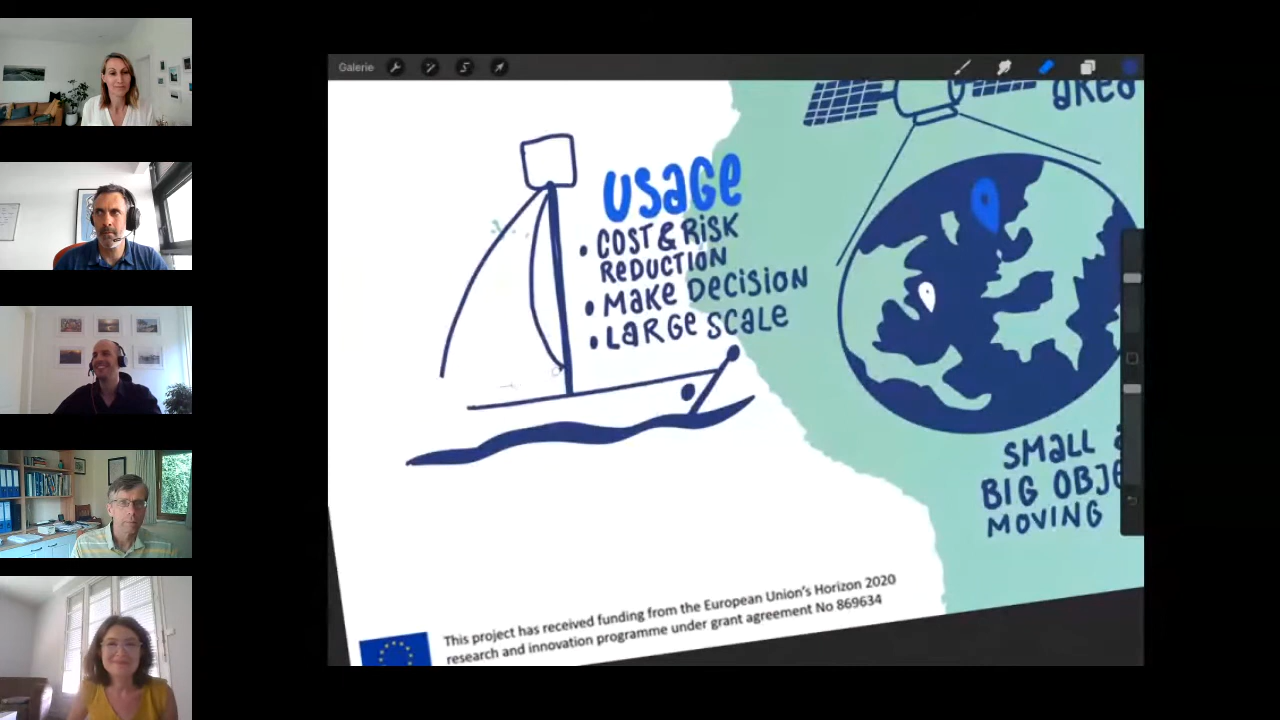 Galerie
area
USAGE
• COST & RISK
REDUCTION
• MAKE DECISION
• LARGE SCALE
SMALL
BIG OBJE
MOVING
This project has received funding from the European Union's Horizon 2020
research and innovation programme under grant agreement No 869634